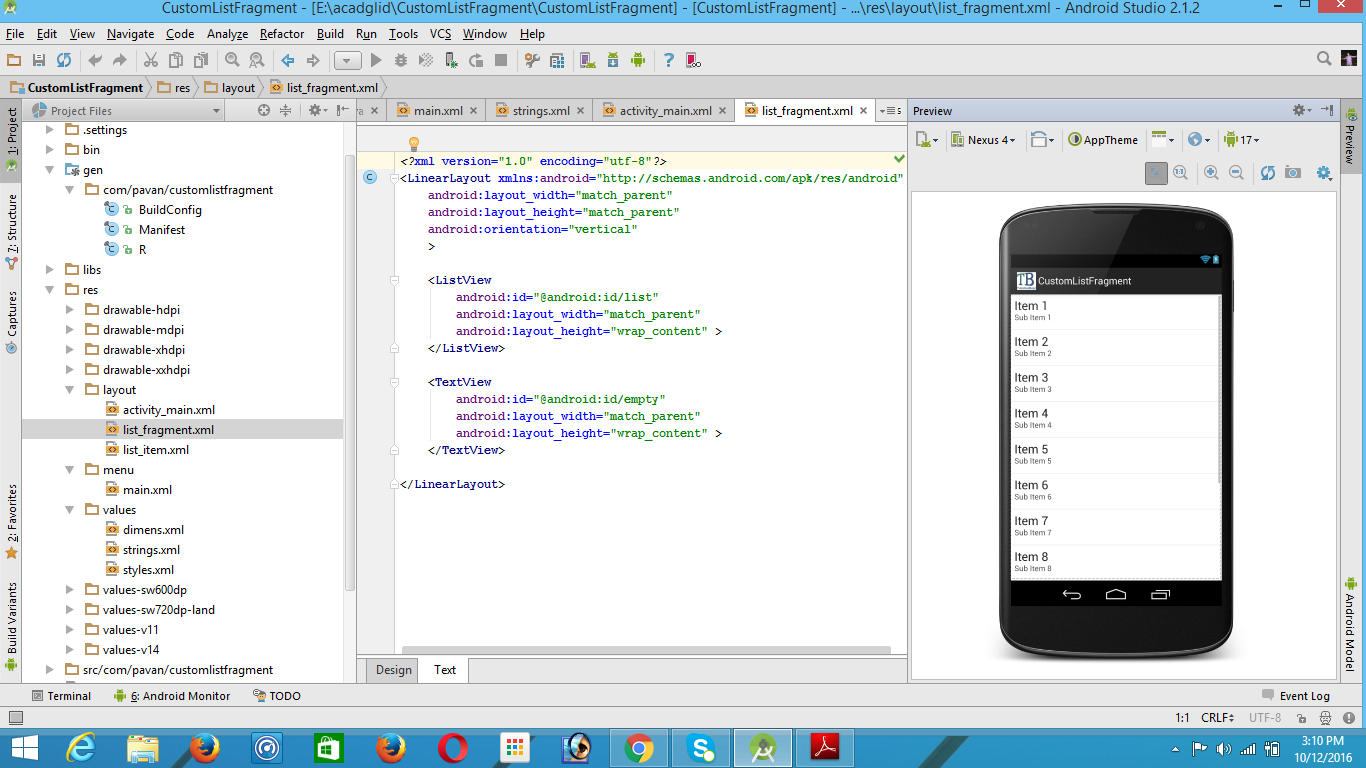 CustomListFragment - [E:\acadglid\CustomListFragment\CustomListFragment] - [CustomListFragment] - ...\res\layout\list_fragment.xml - Android Studio 2.1.2
File Edit View Navigate Code Analyze Refactor Build Run Tools VCS Window Help
CustomListFragment res layout list_fragment.xml
1: Project
7: Structure
Captures
2: Favorites
Build Variants
Project Files
.settings
bin
gen
com/pavan/customlistfragment
BuildConfig
Manifest
R
libs
res
drawable-hdpi
drawable-mdpi
drawable-xhdpi
drawable-xxhdpi
layout
activity_main.xml
list_fragment.xml
list_item.xml
menu
main.xml
values
dimens.xml
strings.xml
styles.xml
values-sw600dp
values-sw720dp-land
values-v11
values-v14
src/com/pavan/customlistfragment
main.xml strings.xml activity_main.xml list_fragment.xml
<?xml version="1.0" encoding="utf-8"?>
<LinearLayout xmlns:android="http://schemas.android.com/apk/res/android"
android:layout_width="match_parent"
android:layout_height="match_parent"
android:orientation="vertical"
>
<ListView
android:id="@android:id/list"
android:layout_width="match_parent"
android:layout_height="wrap_content" >
</ListView>
<TextView
android:id="@android:id/empty"
android:layout_width="match_parent"
android:layout_height="wrap_content" >
</TextView>
</LinearLayout>
Design Text
Preview
Nexus 4 AppTheme 17
1:1
TB CustomListFragment
Item 1
Sub Item 1
Item 2
Sub Item 2
Item 3
Sub Item 3
Item 4
Sub Item 4
Item 5
Sub Item 5
Item 6
Sub Item 6
Item 7
Sub Item 7
Item 8
Sub Item 8
Preview
Android Model
Terminal 6: Android Monitor TODO Event Log
1:1 CRLF UTF-8
3:10 PM
10/12/2016